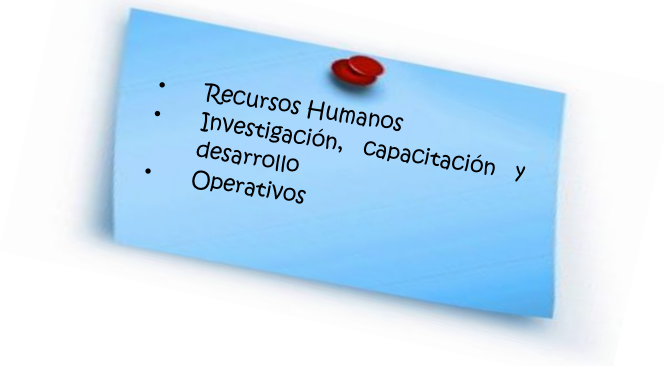 • Recursos Humanos
• Investigación, capacitación y
desarrollo
• Operativos